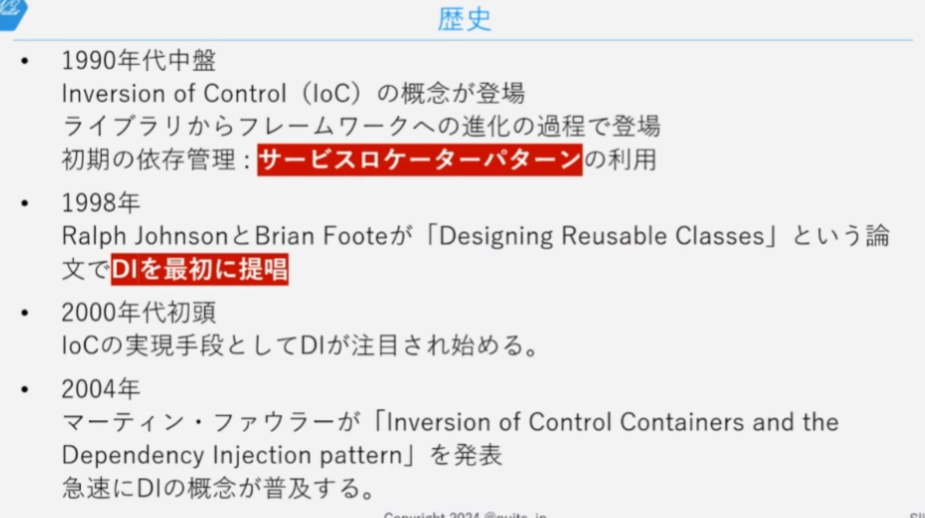 歴史
• 1990年代中盤
Inversion of Control（IoC）の概念が登場
ライブラリからフレームワークへの進化の過程で登場
初期の依存管理：サービスロケーターパターンの利用
• 1998年
Ralph JohnsonとBrian Footeが「Designing Reusable Classes」という論
文でDIを最初に提唱
• 2000年代初頭
IoCの実現手段としてDIが注目され始める。
• 2004年
マーティン・ファウラーが「Inversion of Control Containers and the
Dependency Injection pattern」を発表
急速にDIの概念が普及する。
Copyright 2024